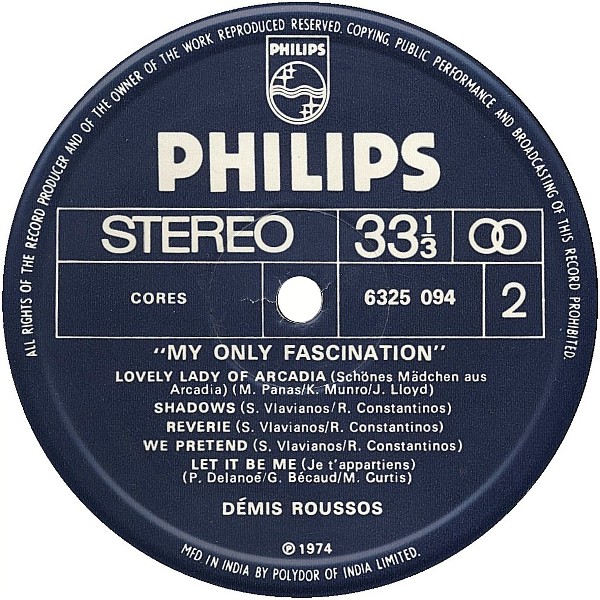 ALL RIGHTS OF THE RECORD PRODUCER AND OF THE OWNER OF THE WORK REPRODUCED RESERVED. COPYING, PUBLIC PERFORMANCE AND BROADCASTING OF THIS RECORD PROHIBITED.
PHILIPS
PHILIPS
STEREO 33 1/3
CORES 6325 094 2
"MY ONLY FASCINATION"
LOVELY LADY OF ARCADIA (Schönes Mädchen aus
Arcadia) (M. Panas/K. Munro/J. Lloyd)
SHADOWS (S. Vlavianos/R. Constantinos)
REVERIE (S. Vlavianos/R. Constantinos)
WE PRETEND (S. Vlavianos/R. Constantinos)
LET IT BE ME (Je t'appartiens)
(P. Delanoé/G. Bécaud/M. Curtis)
DÉMIS ROUSSOS
℗ 1974
MFD IN INDIA BY POLYDOR OF INDIA LIMITED.